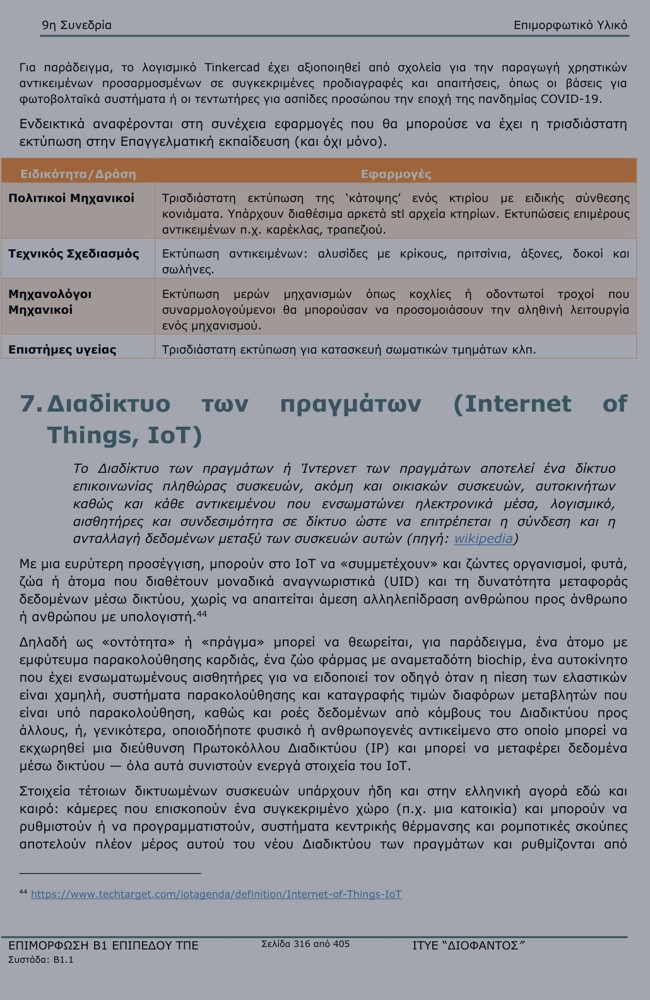 9η Συνεδρία Επιμορφωτικό Υλικό
Για παράδειγμα, το λογισμικό Tinkercad έχει αξιοποιηθεί από σχολεία για την παραγωγή χρηστικών
αντικειμένων προσαρμοσμένων σε συγκεκριμένες προδιαγραφές και απαιτήσεις, όπως οι βάσεις για
φωτοβολταϊκά συστήματα ή οι τεντωτήρες για ασπίδες προσώπου την εποχή της πανδημίας COVID-19.
Ενδεικτικά αναφέρονται στη συνέχεια εφαρμογές που θα μπορούσε να έχει η τρισδιάστατη
εκτύπωση στην Επαγγελματική εκπαίδευση (και όχι μόνο).
Ειδικότητα/Δράση Εφαρμογές
Πολιτικοί Μηχανικοί Τρισδιάστατη εκτύπωση της ‘κάτοψης’ ενός κτιρίου με ειδικής σύνθεσης
κονιάματα. Υπάρχουν διαθέσιμα αρκετά stl αρχεία κτηρίων. Εκτυπώσεις επιμέρους
αντικειμένων π.χ. καρέκλας, τραπεζιού.
Τεχνικός Σχεδιασμός Εκτύπωση αντικειμένων: αλυσίδες με κρίκους, πριτσίνια, άξονες, δοκοί και
σωλήνες.
Μηχανολόγοι Εκτύπωση μερών μηχανισμών όπως κοχλίες ή οδοντωτοί τροχοί που
Μηχανικοί συναρμολογούμενοι θα μπορούσαν να προσομοιάσουν την αληθινή λειτουργία
ενός μηχανισμού.
Επιστήμες υγείας Τρισδιάστατη εκτύπωση για κατασκευή σωματικών τμημάτων κλπ.
7. Διαδίκτυο των πραγμάτων (Internet of
Things, IoT)
Το Διαδίκτυο των πραγμάτων ή Ίντερνετ των πραγμάτων αποτελεί ένα δίκτυο
επικοινωνίας πληθώρας συσκευών, ακόμη και οικιακών συσκευών, αυτοκινήτων
καθώς και κάθε αντικειμένου που ενσωματώνει ηλεκτρονικά μέσα, λογισμικό,
αισθητήρες και συνδεσιμότητα σε δίκτυο ώστε να επιτρέπεται η σύνδεση και η
ανταλλαγή δεδομένων μεταξύ των συσκευών αυτών (πηγή: wikipedia)
Με μια ευρύτερη προσέγγιση, μπορούν στο IoT να «συμμετέχουν» και ζώντες οργανισμοί, φυτά,
ζώα ή άτομα που διαθέτουν μοναδικά αναγνωριστικά (UID) και τη δυνατότητα μεταφοράς
δεδομένων μέσω δικτύου, χωρίς να απαιτείται άμεση αλληλεπίδραση ανθρώπου προς άνθρωπο
ή ανθρώπου με υπολογιστή.44
Δηλαδή ως «οντότητα» ή «πράγμα» μπορεί να θεωρείται, για παράδειγμα, ένα άτομο με
εμφύτευμα παρακολούθησης καρδιάς, ένα ζώο φάρμας με αναμεταδότη biochip, ένα αυτοκίνητο
που έχει ενσωματωμένους αισθητήρες για να ειδοποιεί τον οδηγό όταν η πίεση των ελαστικών
είναι χαμηλή, συστήματα παρακολούθησης και καταγραφής τιμών διαφόρων μεταβλητών που
είναι υπό παρακολούθηση, καθώς και ροές δεδομένων από κόμβους του Διαδικτύου προς
άλλους, ή, γενικότερα, οποιοδήποτε φυσικό ή ανθρωπογενές αντικείμενο στο οποίο μπορεί να
εκχωρηθεί μια διεύθυνση Πρωτοκόλλου Διαδικτύου (IP) και μπορεί να μεταφέρει δεδομένα
μέσω δικτύου — όλα αυτά συνιστούν ενεργά στοιχεία του IoT.
Στοιχεία τέτοιων δικτυωμένων συσκευών υπάρχουν ήδη και στην ελληνική αγορά εδώ και
καιρό: κάμερες που επισκοπούν ένα συγκεκριμένο χώρο (π.χ. μια κατοικία) και μπορούν να
ρυθμιστούν ή να προγραμματιστούν, συστήματα κεντρικής θέρμανσης και ρομποτικές σκούπες
αποτελούν πλέον μέρος αυτού του νέου Διαδικτύου των πραγμάτων και ρυθμίζονται από
44 https://www.techtarget.com/iotagenda/definition/Internet-of-Things-IoT
ΕΠΙΜΟΡΦΩΣΗ Β1 ΕΠΙΠΕΔΟΥ ΤΠΕ Σελίδα 316 από 405 ΙΤΥΕ “ΔΙΟΦΑΝΤΟΣ”
Συστάδα: Β1.1